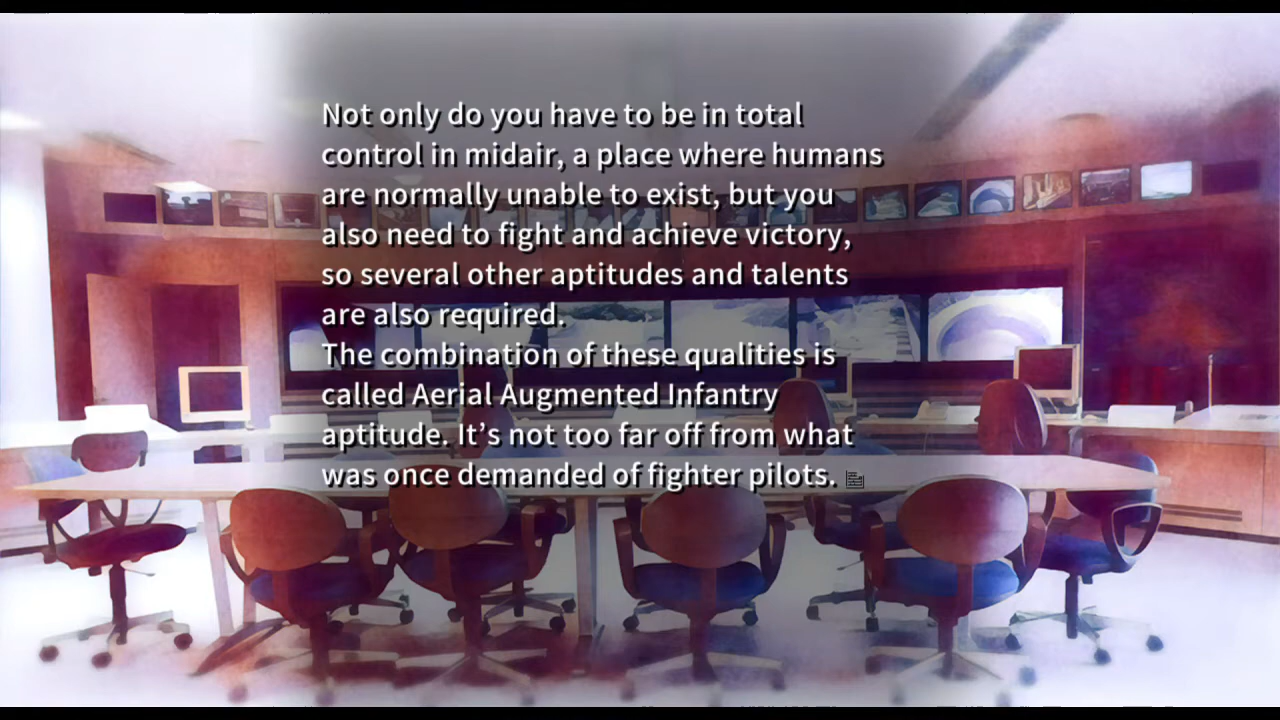 Not only do you have to be in total
control in midair, a place where humans
are normally unable to exist, but you
also need to fight and achieve victory,
so several other aptitudes and talents
are also required.
The combination of these qualities is
called Aerial Augmented Infantry
aptitude. It’s not too far off from what
was once demanded of fighter pilots.